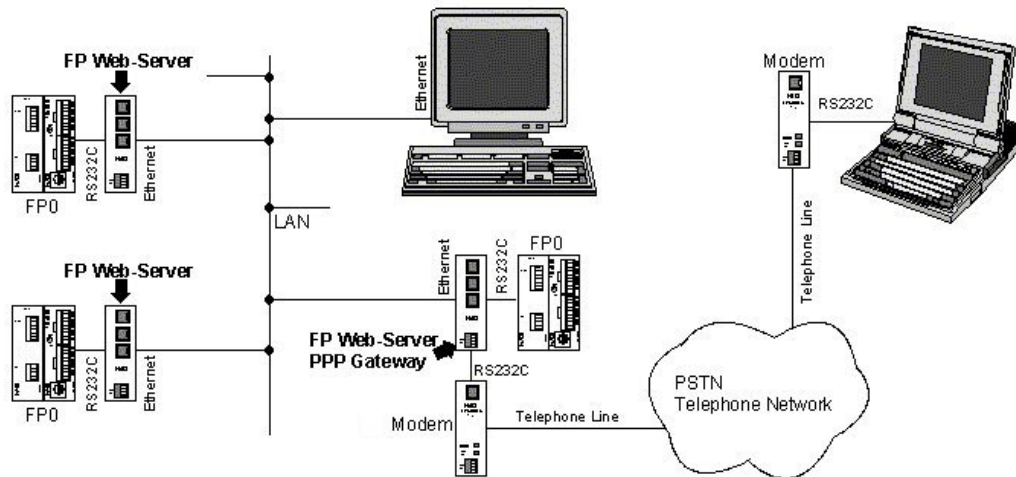 FP Web-Server
Ethernet
Modem
RS232C
RS232C
Ethernet
FP0
LAN
Telephone Line
FP Web-Server
Ethernet
RS232C
FP0
FP Web-Server
PPP Gateway
RS232C
Ethernet
FP0
RS232C
PSTN
Telephone Network
Modem
Telephone Line